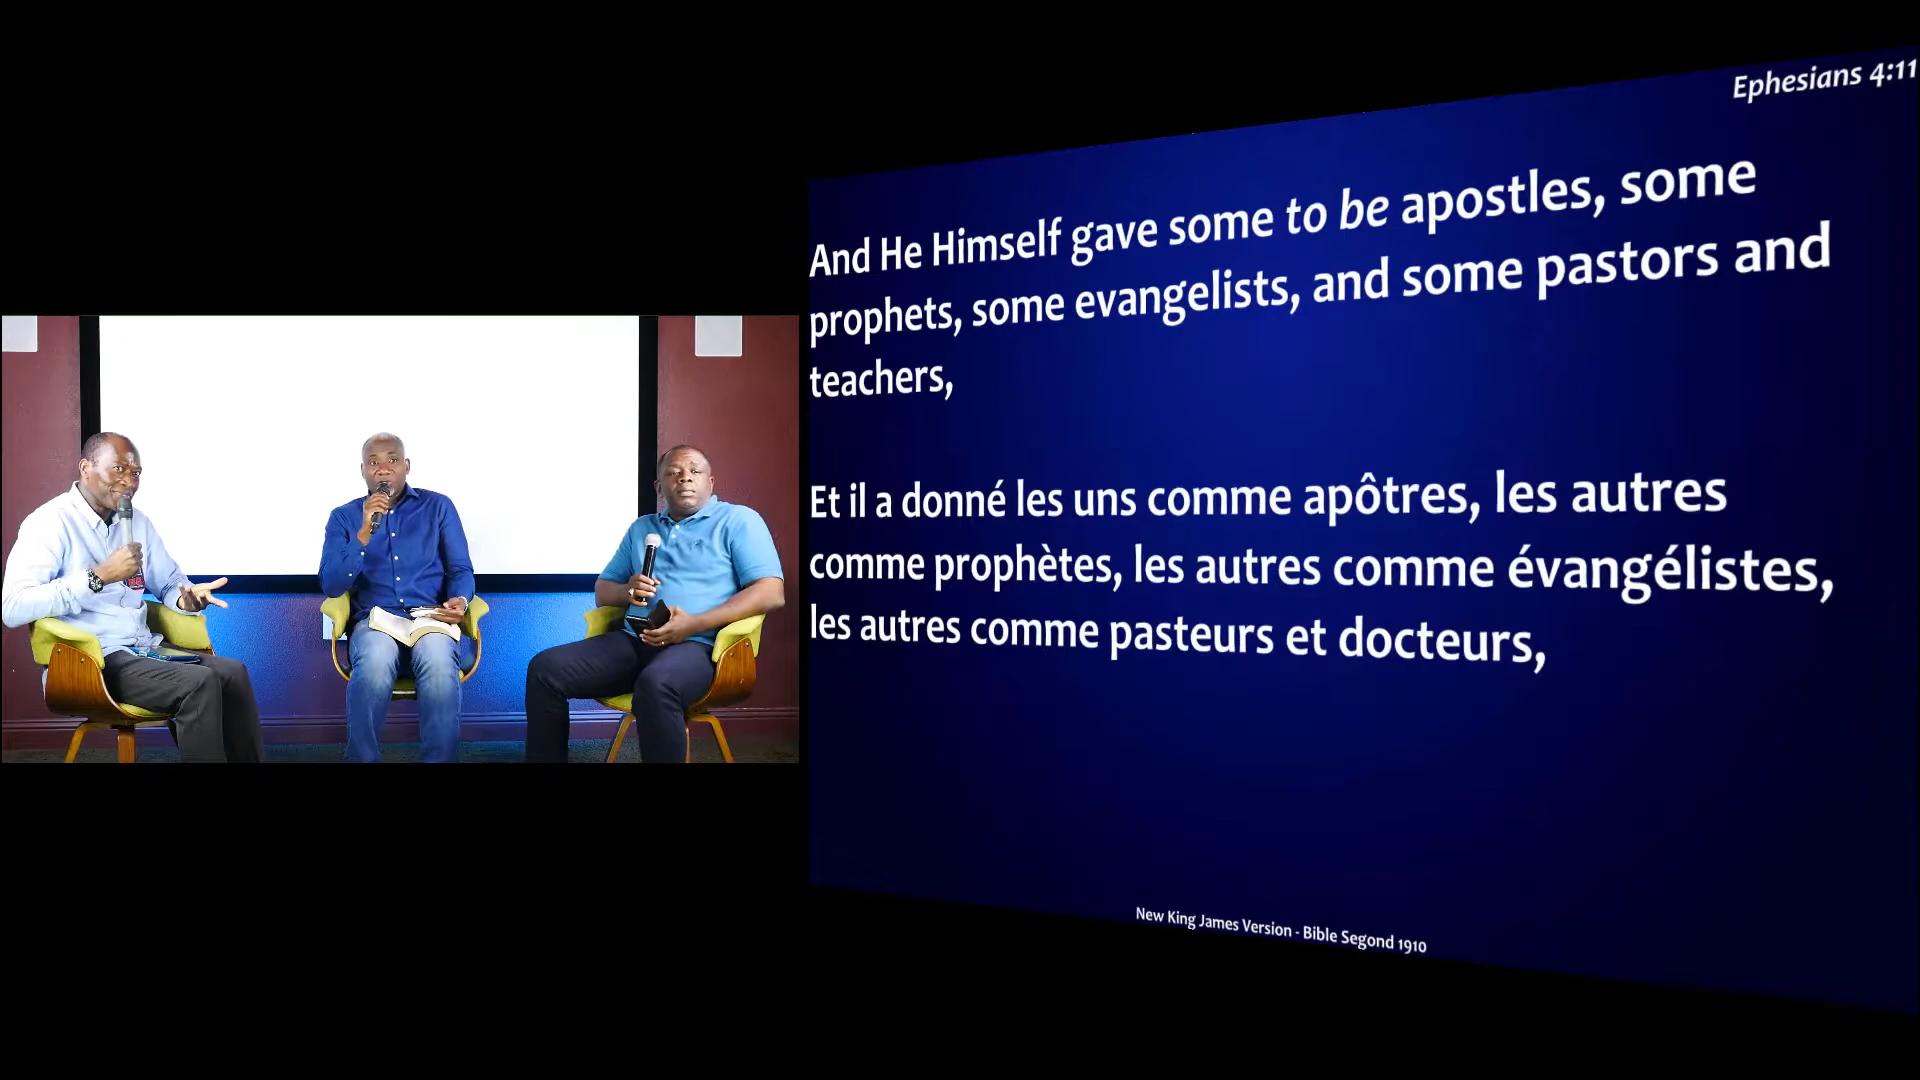 Ephesians 4:11
And He Himself gave some to be apostles, some
prophets, some evangelists, and some pastors and
teachers,
Et il a donné les uns comme apôtres, les autres
comme prophètes, les autres comme évangélistes,
les autres comme pasteurs et docteurs,
New King James Version - Bible Segond 1910